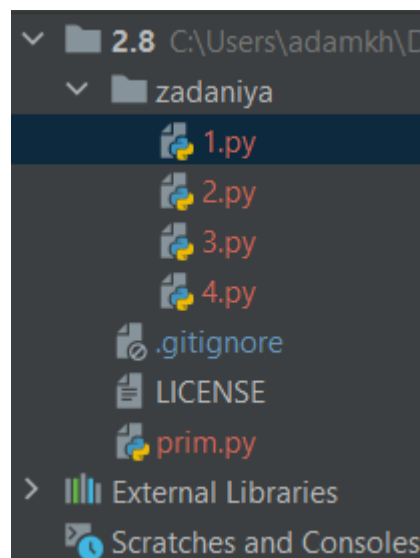 2.8 C:\Users\adamkh\
zadaniya
1.py
2.py
3.py
4.py
.gitignore
LICENSE
prim.py
External Libraries
Scratches and Consoles